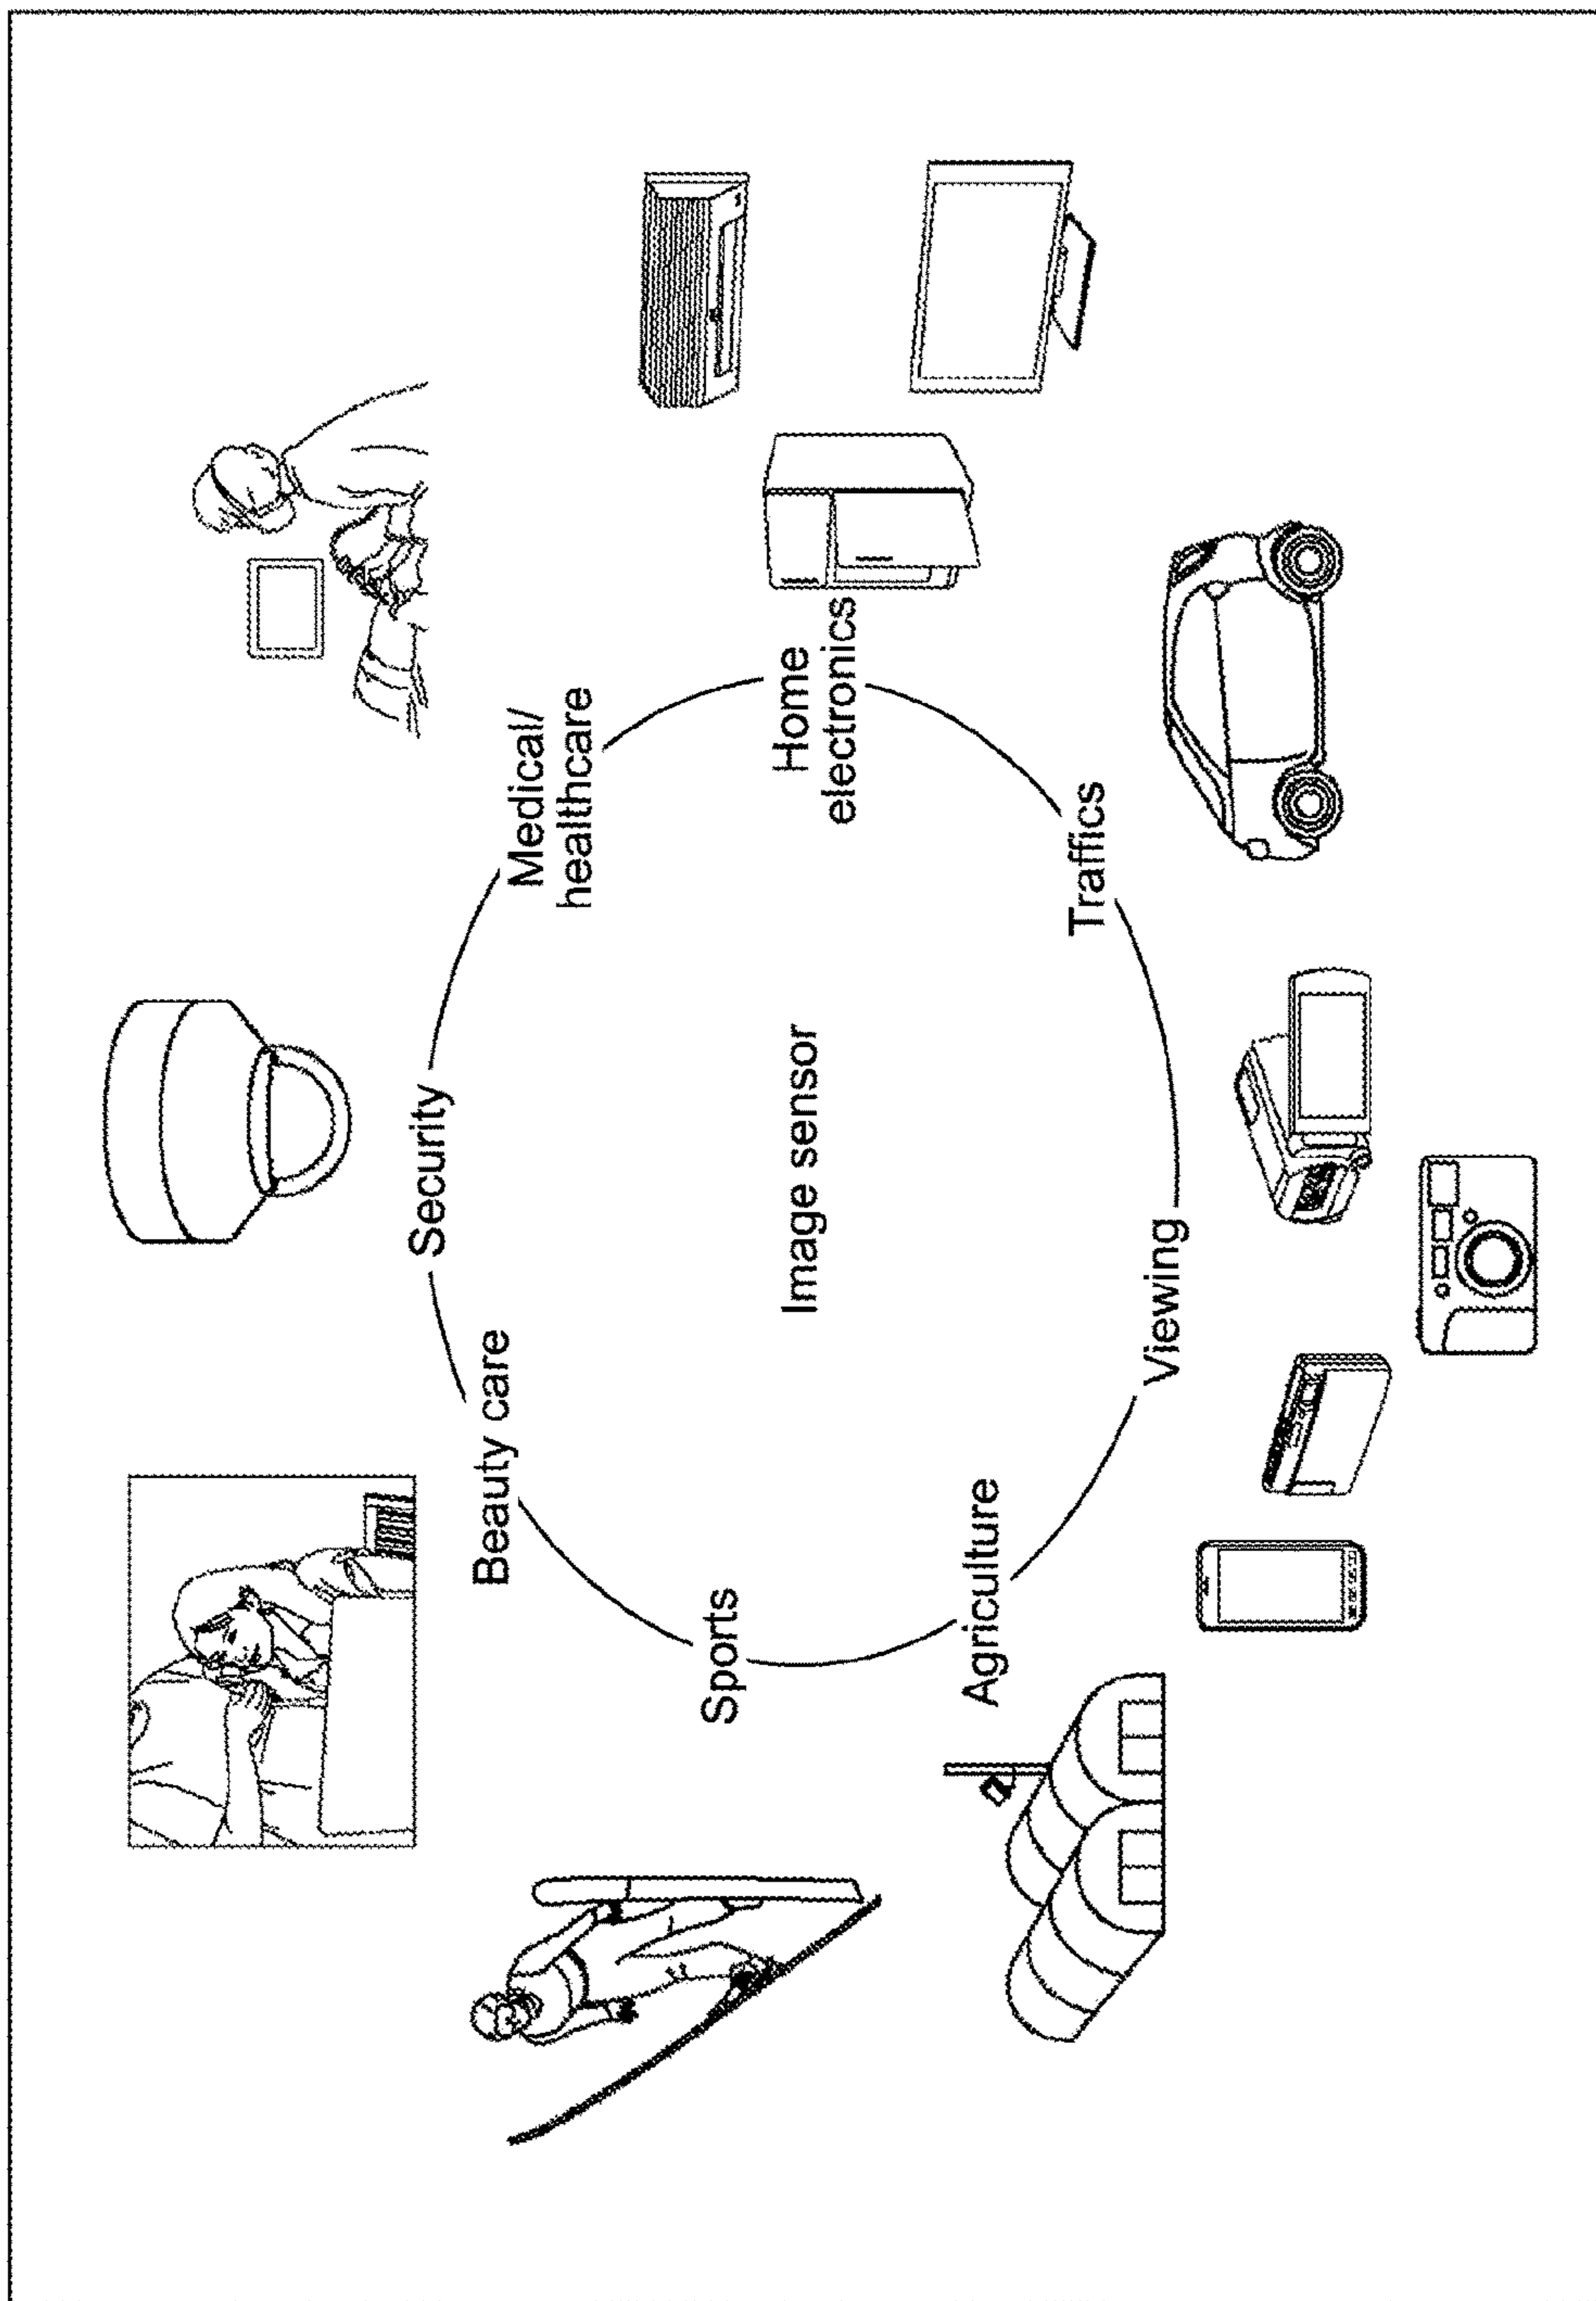 Security
Beauty care
Medical/
healthcare
Sports
Image sensor
Home
electronics
Agriculture
Traffics
Viewing